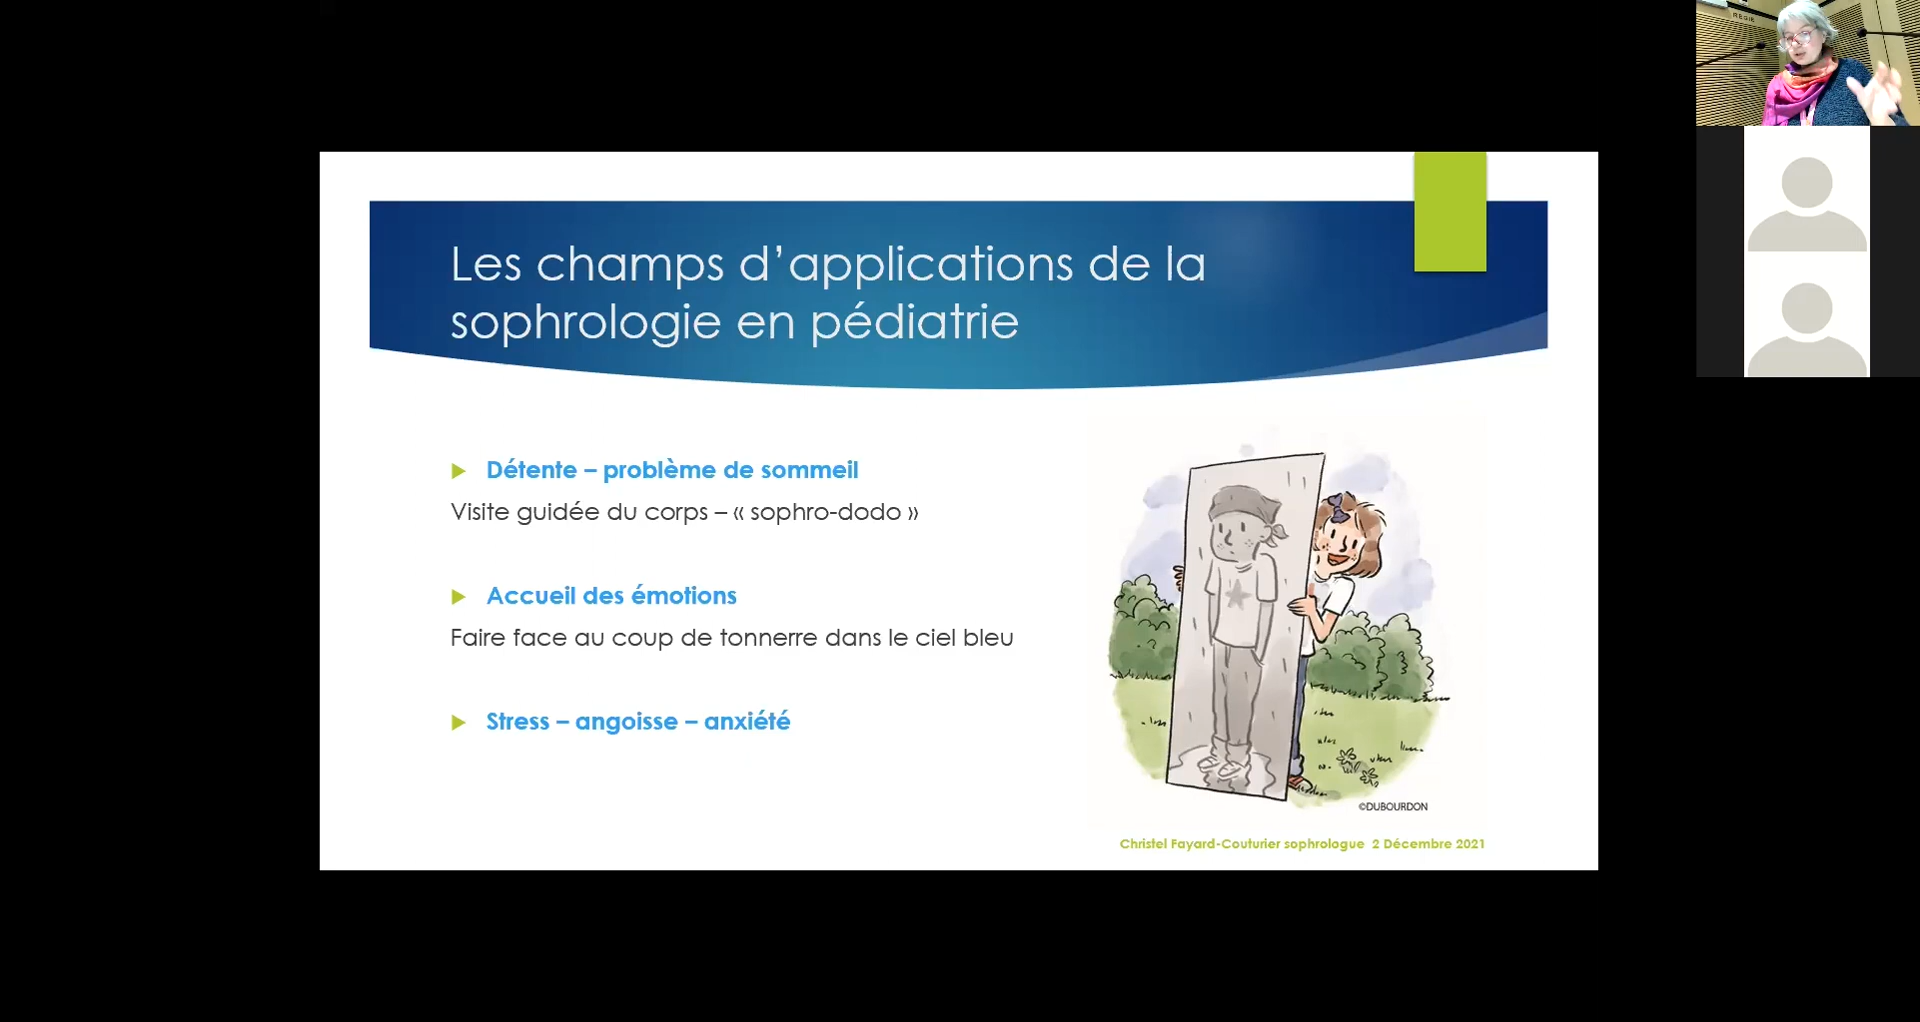 REGIE
Les champs d’applications de la
sophrologie en pédiatrie
Détente – problème de sommeil
Visite guidée du corps – « sophro-dodo »
Accueil des émotions
Faire face au coup de tonnerre dans le ciel bleu
Stress – angoisse – anxiété
©DUBOURDON
Christel Fayard-Couturier sophrologue 2 Décembre 2021